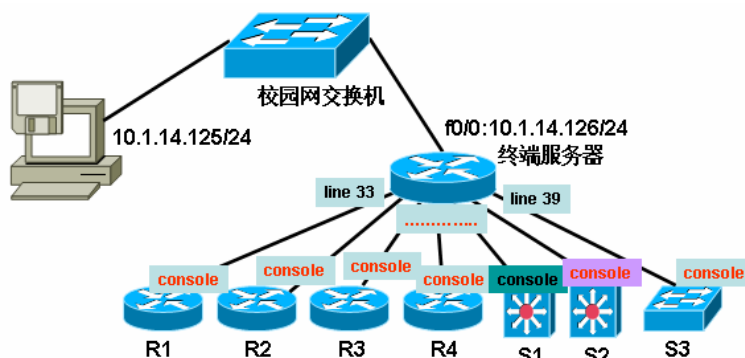 校园网交换机
10.1.14.125/24
f0/0:10.1.14.126/24
终端服务器
line 33
line 39
..............
console
console
console
console
console
console
console
R1
R2
R3
R4
S1
S2
S3